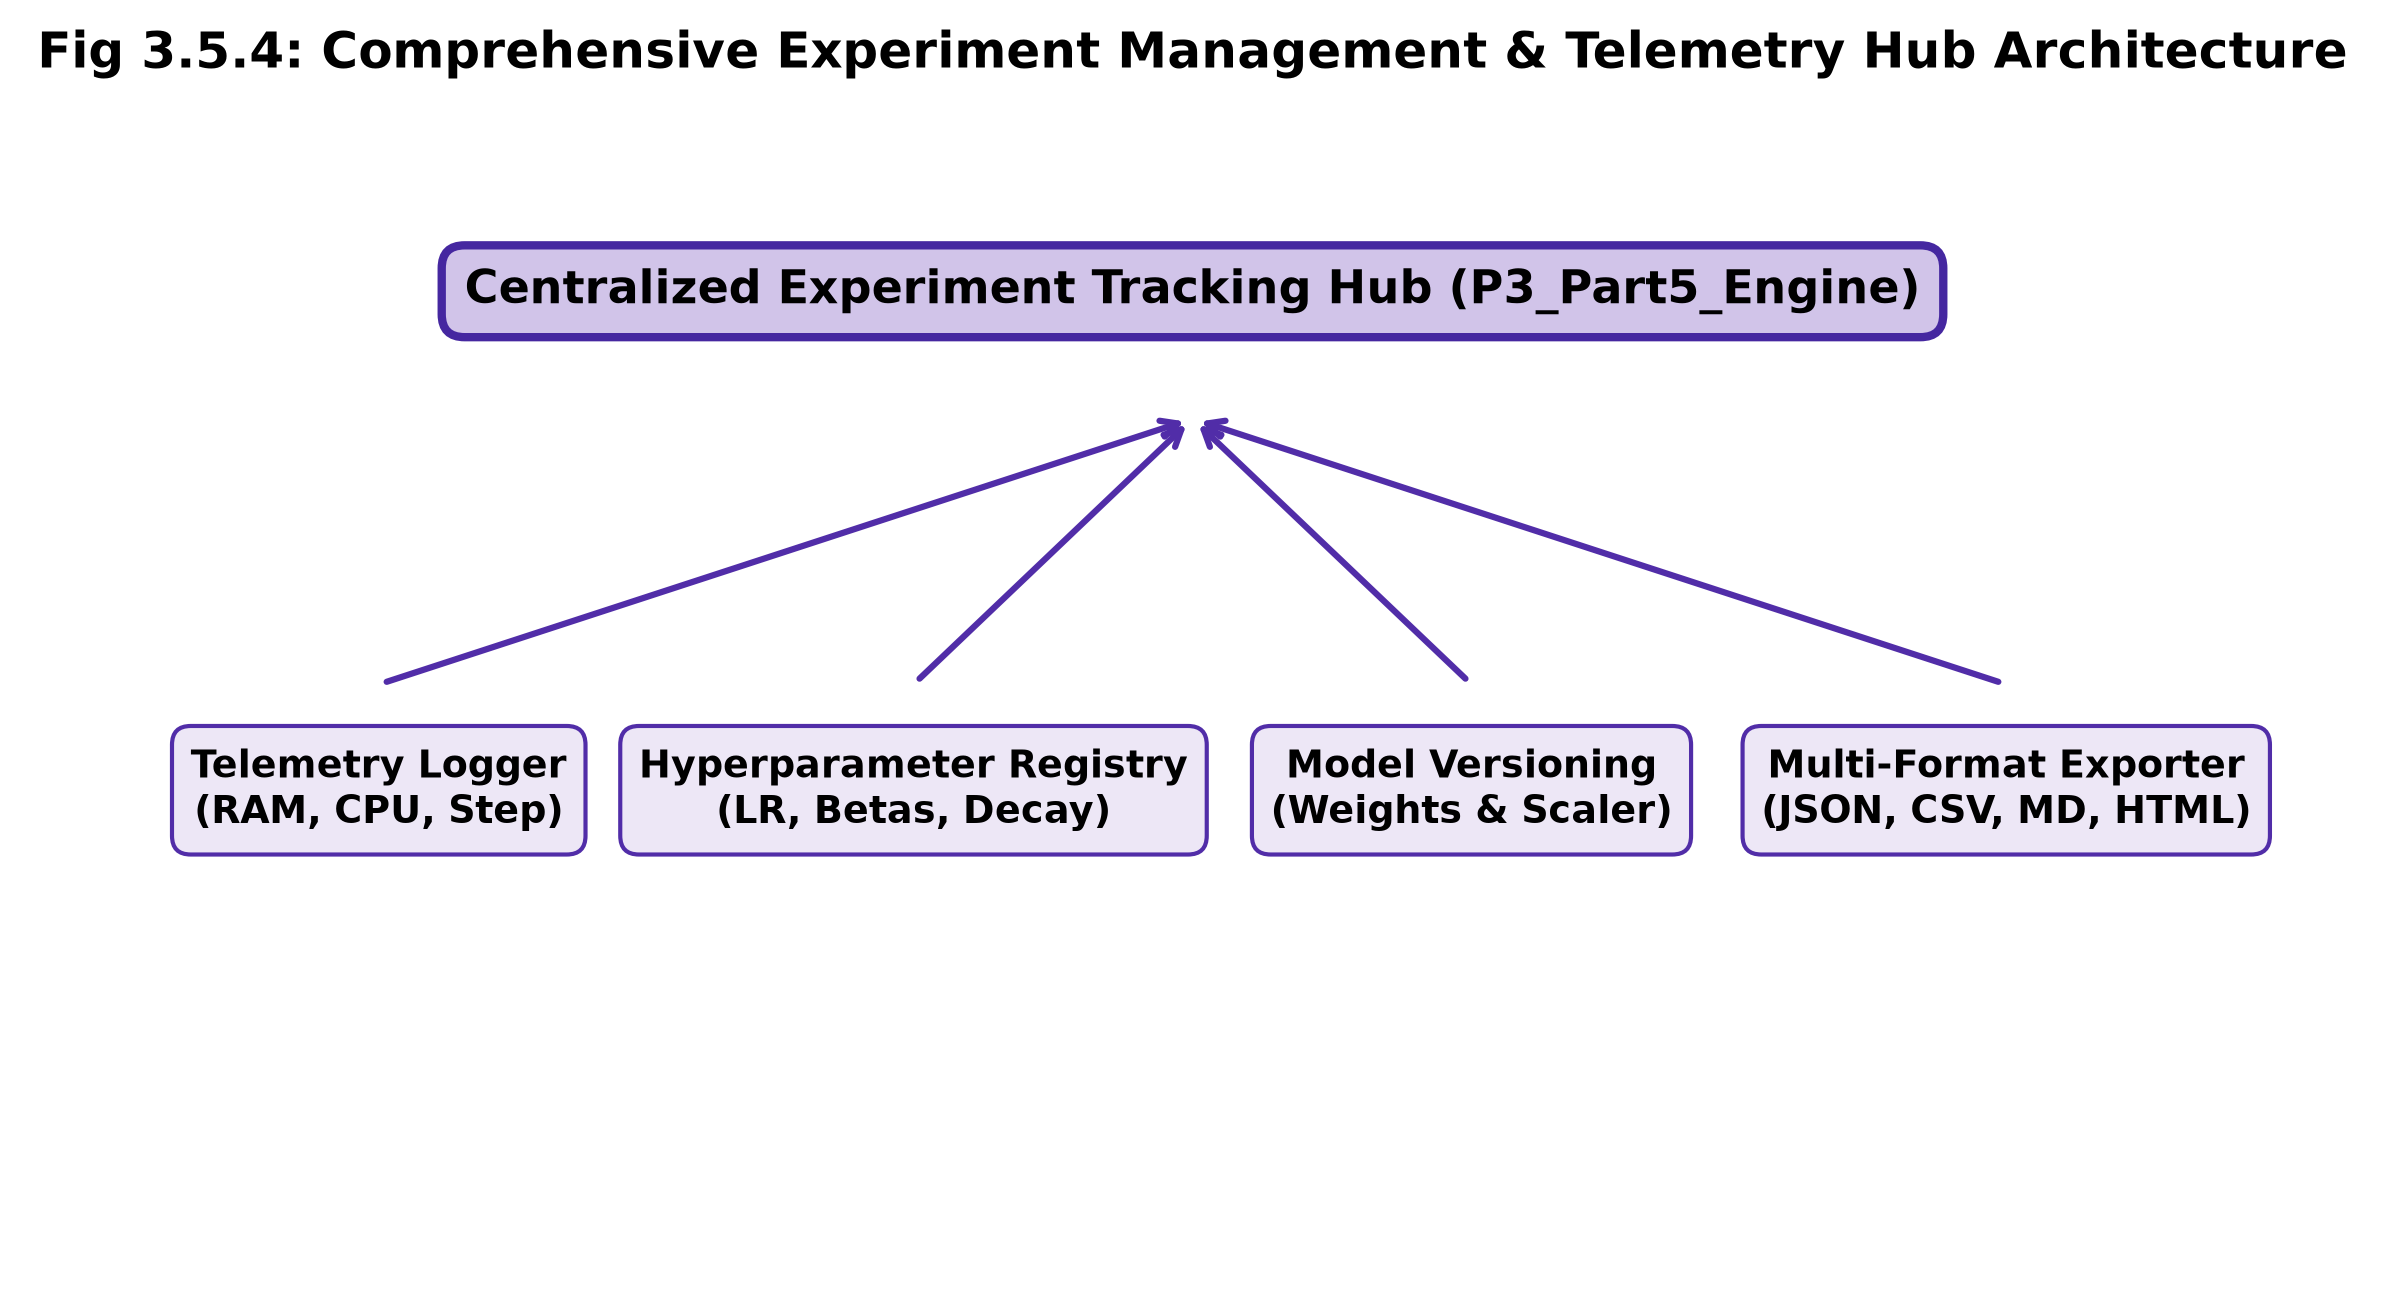 Fig 3.5.4: Comprehensive Experiment Management & Telemetry Hub Architecture
Centralized Experiment Tracking Hub (P3_Part5_Engine)
Telemetry Logger
(RAM, CPU, Step)
Hyperparameter Registry
(LR, Betas, Decay)
Model Versioning
(Weights & Scaler)
Multi-Format Exporter
(JSON, CSV, MD, HTML)